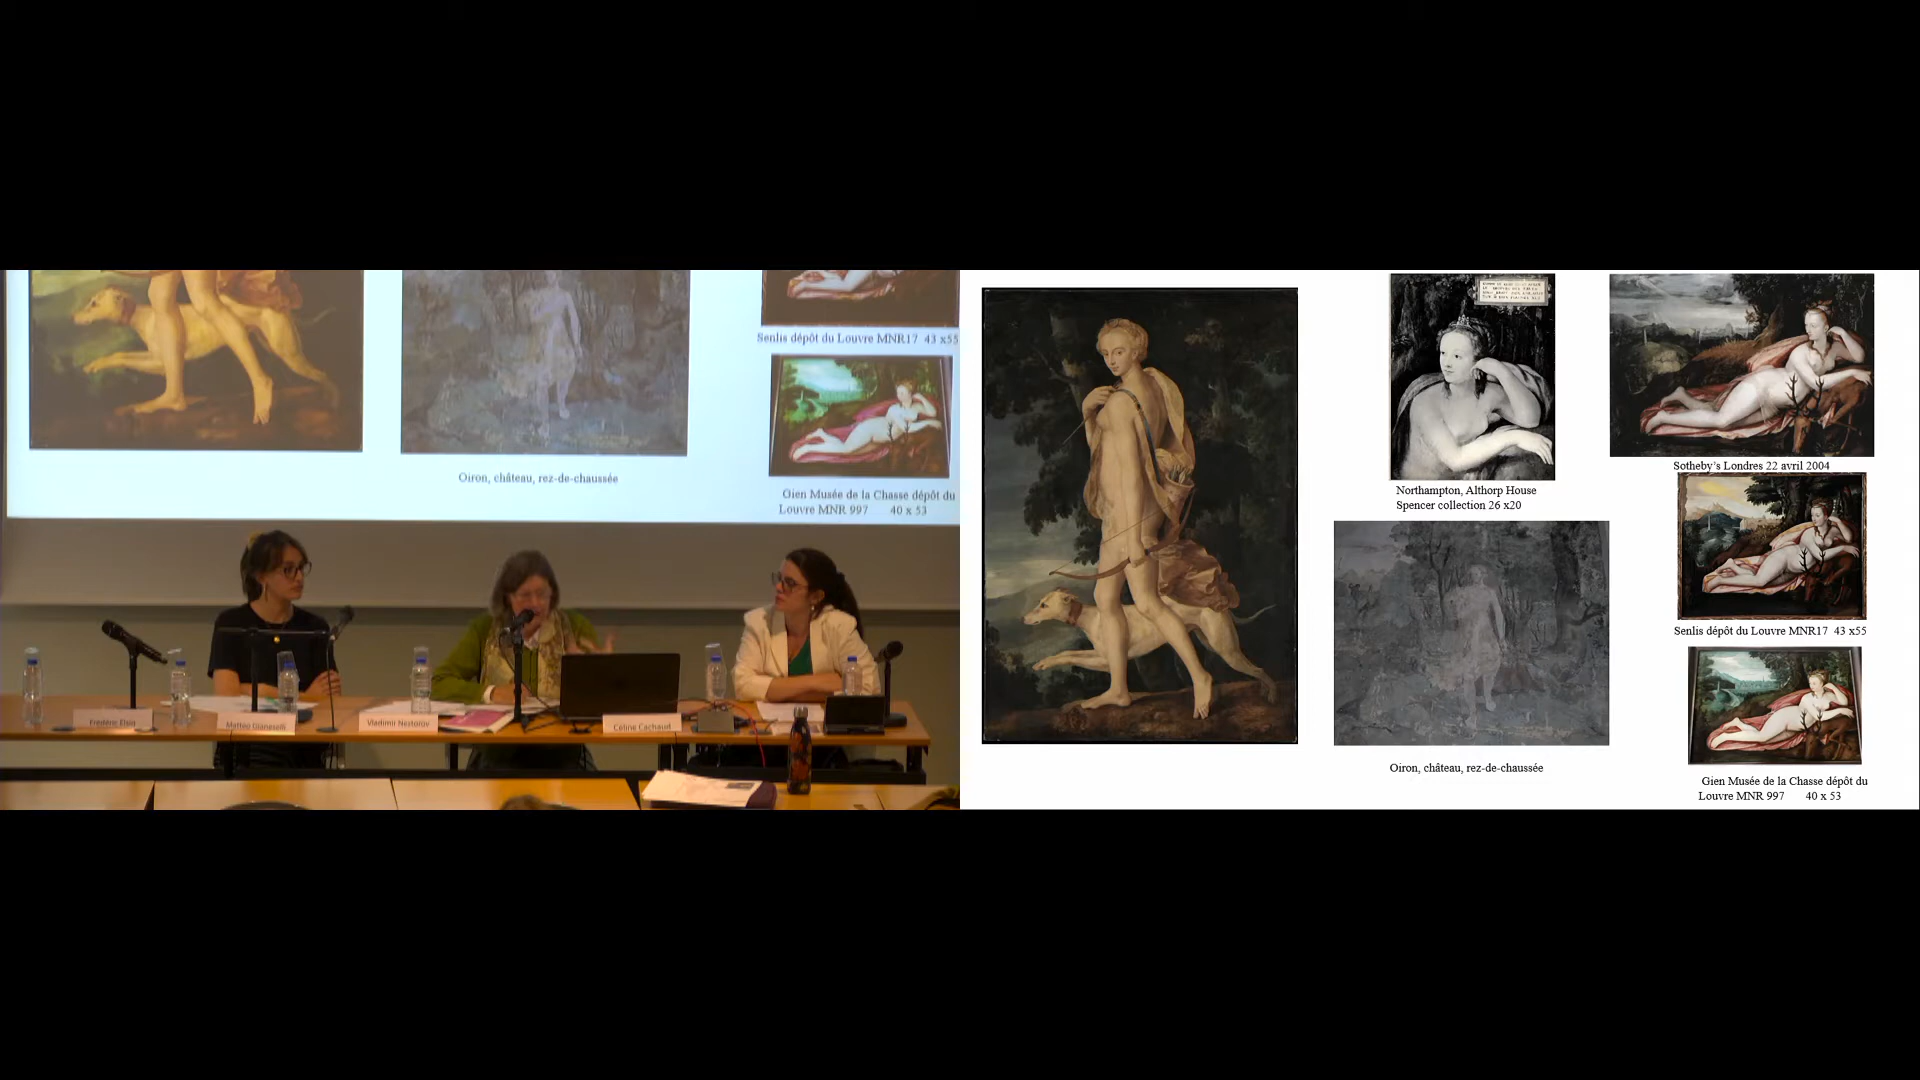 Senlis dépôt du Louvre MNR17 43 x55
Oiron, château, rez-de-chaussée
Gien Musée de la Chasse dépôt du
Louvre MNR 997 40 x 53
Frédéric Elsig
Matteo Gianeselli
Vladimir Nestorov
Céline Cachaud
Northampton, Althorp House
Spencer collection 26 x20
Sotheby's Londres 22 avril 2004
Senlis dépôt du Louvre MNR17 43 x55
Oiron, château, rez-de-chaussée
Gien Musée de la Chasse dépôt du
Louvre MNR 997 40 x 53